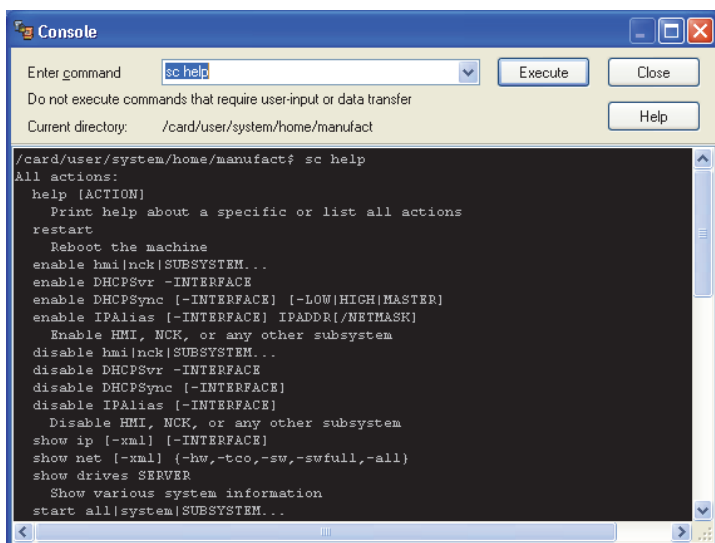 Console
Enter command sc help Execute Close
Do not execute commands that require user-input or data transfer
Help
Current directory: /card/user/system/home/manufact
/card/user/system/home/manufact$ sc help
All actions:
help [ACTION]
Print help about a specific or list all actions
restart
Reboot the machine
enable hmi|nck|SUBSYSTEM...
enable DHCPSvr -INTERFACE
enable DHCPSync [-INTERFACE] [-LOW|HIGH|MASTER]
enable IPAlias [-INTERFACE] IPADDR[/NETMASK]
Enable HMI, NCK, or any other subsystem
disable hmi|nck|SUBSYSTEM...
disable DHCPSvr -INTERFACE
disable DHCPSync [-INTERFACE]
disable IPAlias [-INTERFACE]
Disable HMI, NCK, or any other subsystem
show ip [-xml] [-INTERFACE]
show net [-xml] {-hw,-tco,-sw,-swfull,-all}
show drives SERVER
Show various system information
start all|system|SUBSYSTEM...